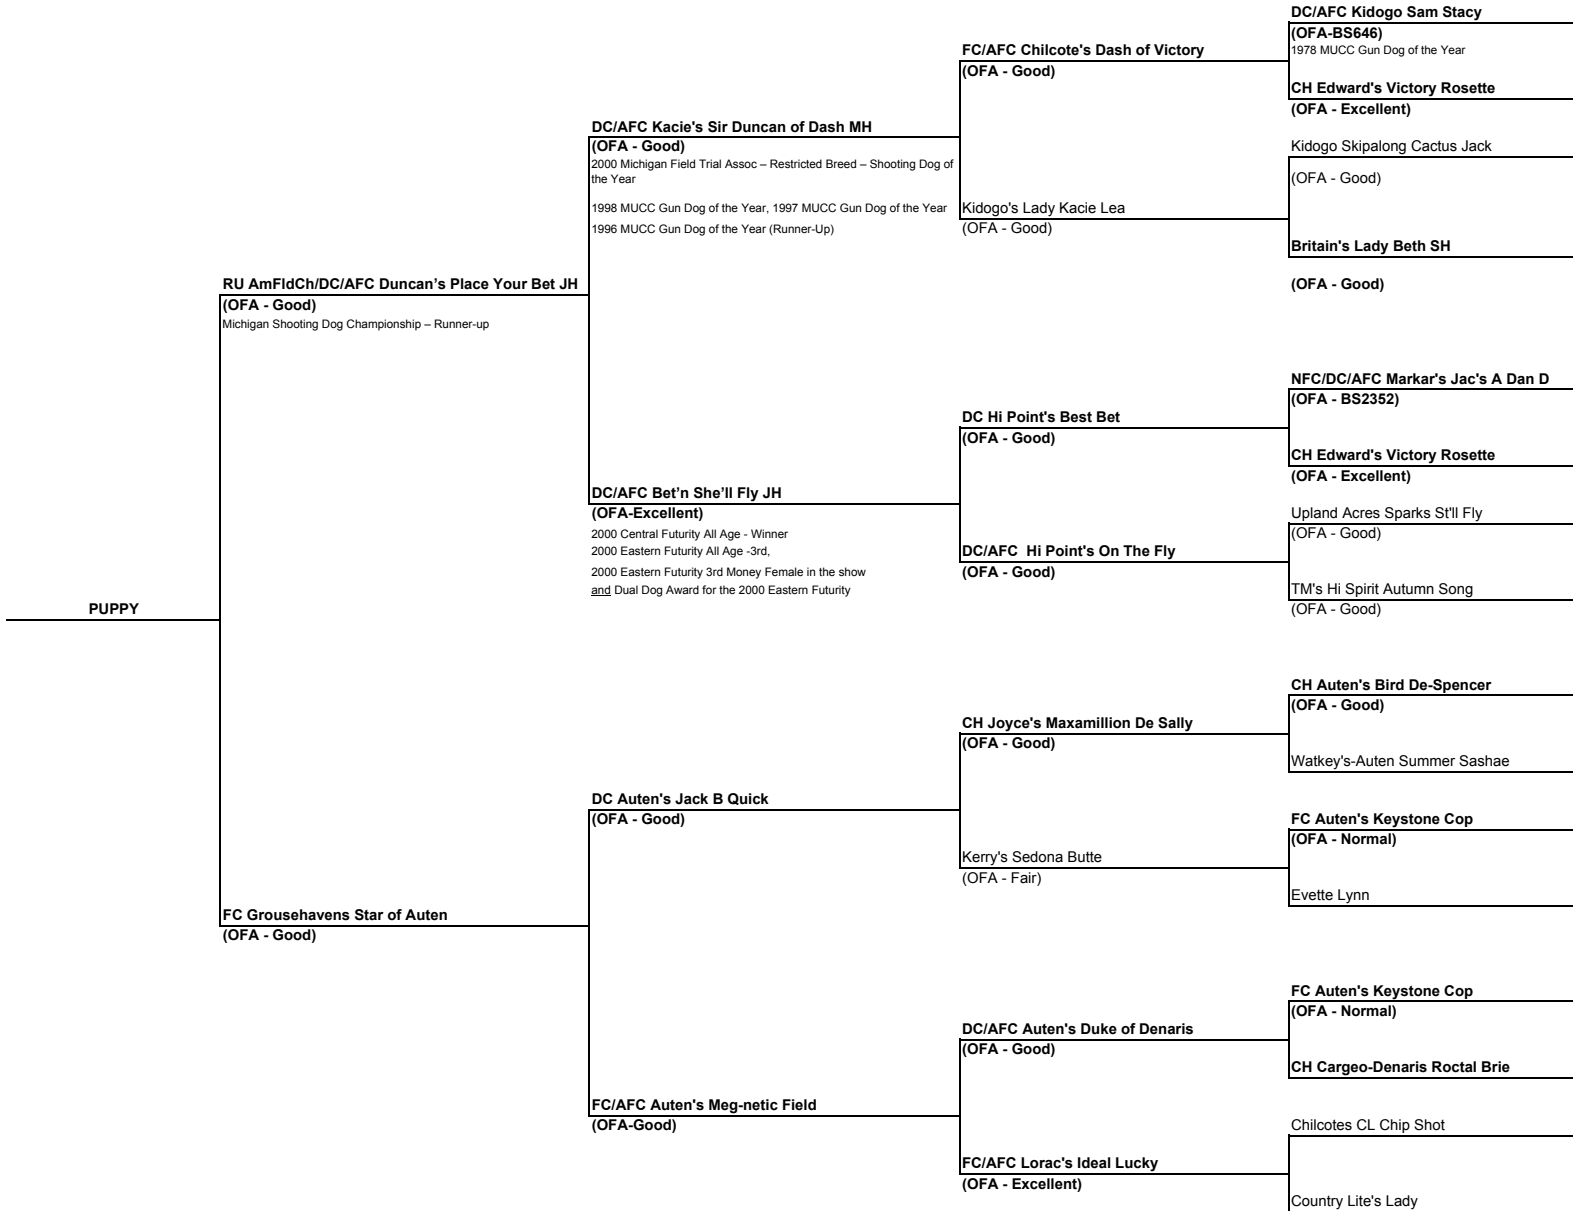 PUPPY
RU AmFldCh/DC/AFC Duncan’s Place Your Bet JH
(OFA - Good)
Michigan Shooting Dog Championship – Runner-up
FC Grousehavens Star of Auten
(OFA - Good)
DC/AFC Kacie's Sir Duncan of Dash MH
(OFA - Good)
2000 Michigan Field Trial Assoc – Restricted Breed – Shooting Dog of
the Year
1998 MUCC Gun Dog of the Year, 1997 MUCC Gun Dog of the Year
1996 MUCC Gun Dog of the Year (Runner-Up)
DC/AFC Bet’n She’ll Fly JH
(OFA-Excellent)
2000 Central Futurity All Age - Winner
2000 Eastern Futurity All Age -3rd,
2000 Eastern Futurity 3rd Money Female in the show
and Dual Dog Award for the 2000 Eastern Futurity
DC Auten's Jack B Quick
(OFA - Good)
FC/AFC Auten's Meg-netic Field
(OFA-Good)
FC/AFC Chilcote's Dash of Victory
(OFA - Good)
Kidogo's Lady Kacie Lea
(OFA - Good)
DC Hi Point's Best Bet
(OFA - Good)
DC/AFC  Hi Point's On The Fly
(OFA - Good)
CH Joyce's Maxamillion De Sally
(OFA - Good)
Kerry's Sedona Butte
(OFA - Fair)
DC/AFC Auten's Duke of Denaris
(OFA - Good)
FC/AFC Lorac's Ideal Lucky
(OFA - Excellent)
DC/AFC Kidogo Sam Stacy
(OFA-BS646)
1978 MUCC Gun Dog of the Year
CH Edward's Victory Rosette
(OFA - Excellent)
Kidogo Skipalong Cactus Jack
(OFA - Good)
Britain's Lady Beth SH
(OFA - Good)
NFC/DC/AFC Markar's Jac's A Dan D
(OFA - BS2352)
CH Edward's Victory Rosette
(OFA - Excellent)
Upland Acres Sparks St'll Fly
(OFA - Good)
TM's Hi Spirit Autumn Song
(OFA - Good)
CH Auten's Bird De-Spencer
(OFA - Good)
Watkey's-Auten Summer Sashae
FC Auten's Keystone Cop
(OFA - Normal)
Evette Lynn
FC Auten's Keystone Cop
(OFA - Normal)
CH Cargeo-Denaris Roctal Brie
Chilcotes CL Chip Shot
Country Lite's Lady